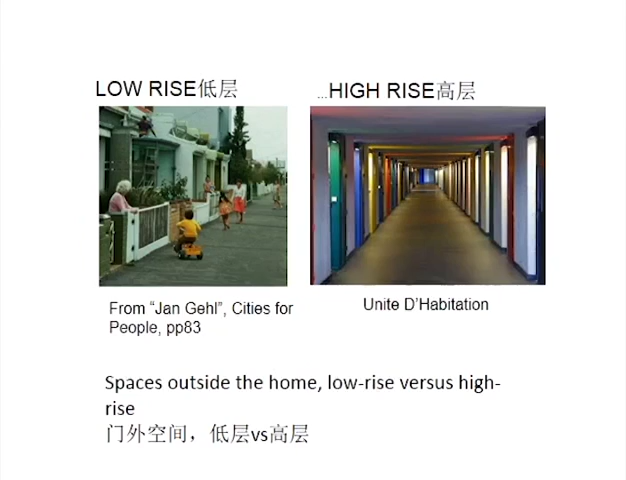 LOW RISE低层
...HIGH RISE高层
From “Jan Gehl”, Cities for
People, pp83
Unite D’Habitation
Spaces outside the home, low-rise versus high-
rise
门外空间，低层vs高层